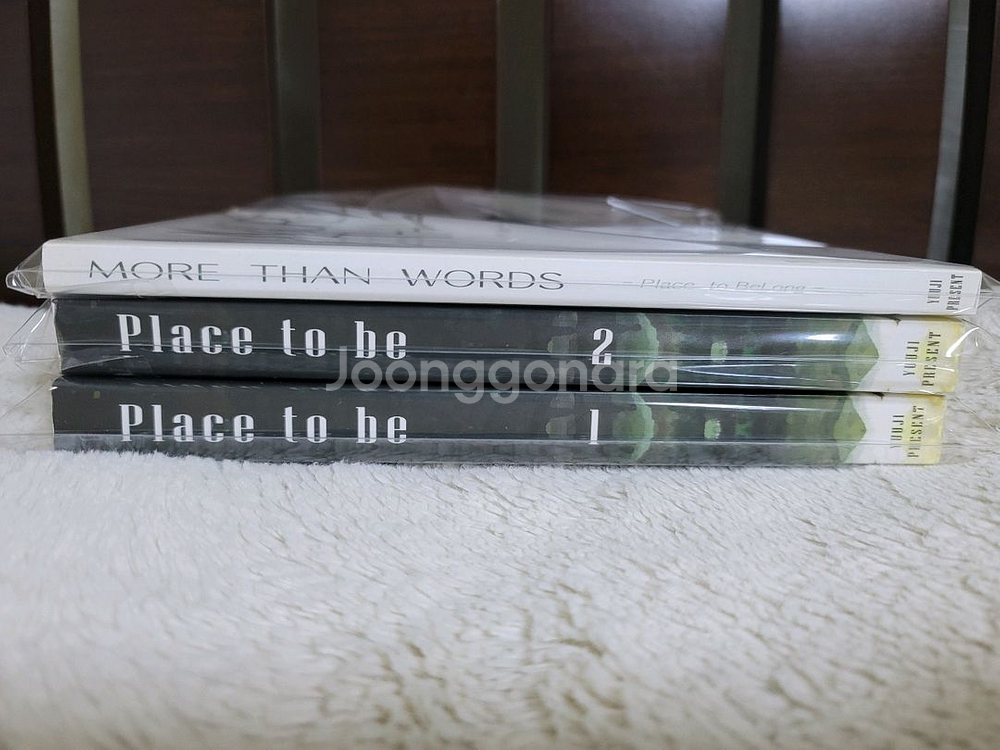 MORE THAN WORDS - Place to BeLong -
YUUJI
PRESENT
Place to be 2
YUUJI
PRESENT
Joonggonara
Place to be 1
YUUJI
PRESENT